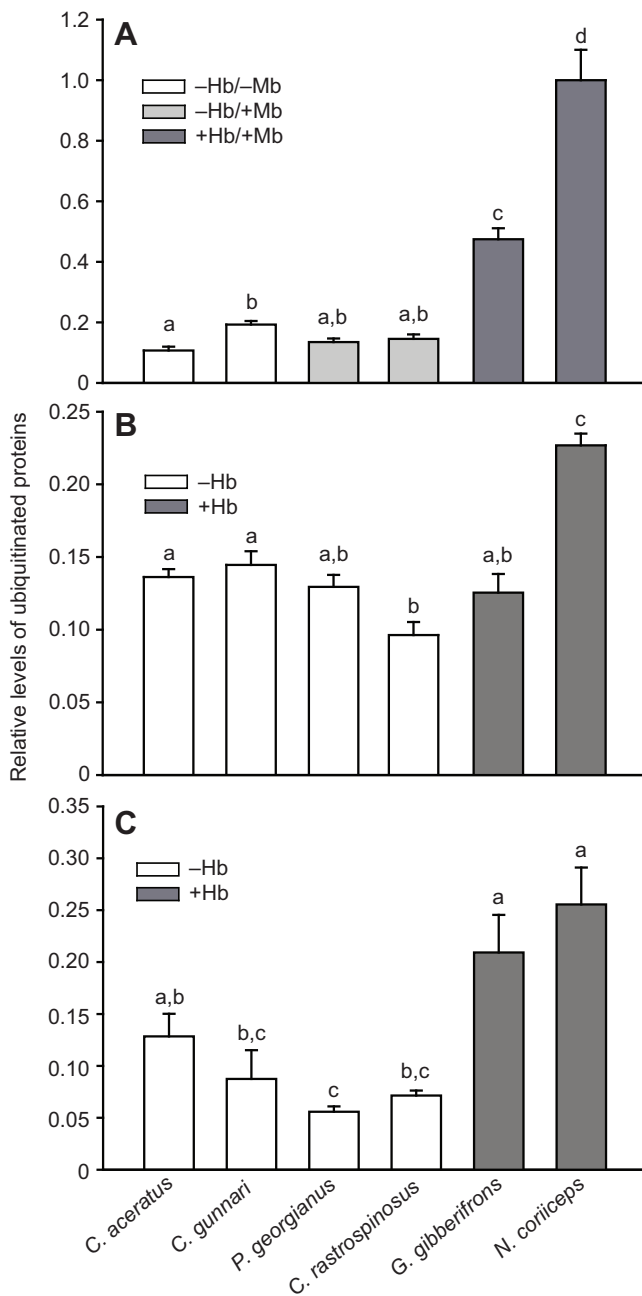 Relative levels of ubiquitinated proteins
A
–Hb/–Mb
–Hb/+Mb
+Hb/+Mb
1.2
1.0
0.8
0.6
0.4
0.2
0
a
b
a,b
a,b
c
d
B
–Hb
+Hb
0.25
0.20
0.15
0.10
0.05
0
a
a
a,b
b
a,b
c
C
–Hb
+Hb
0.35
0.30
0.25
0.20
0.15
0.10
0.05
0
a,b
b,c
c
b,c
a
a
C. aceratus
C. gunnari
P. georgianus
C. rastrospinosus
G. gibberifrons
N. coriiceps